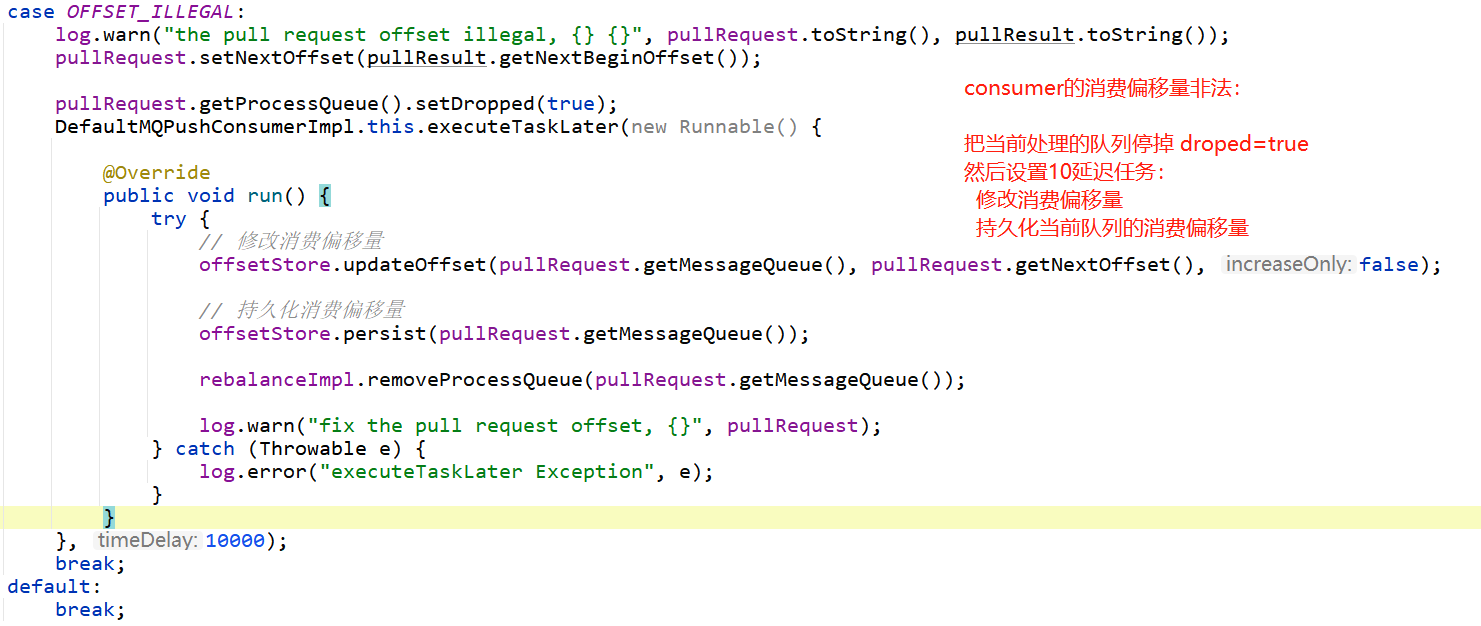 case OFFSET_ILLEGAL:
log.warn("the pull request offset illegal, {} {}", pullRequest.toString(), pullResult.toString());
pullRequest.setNextOffset(pullResult.getNextBeginOffset());
consumer的消费偏移量非法：
pullRequest.getProcessQueue().setDropped(true);
DefaultMQPushConsumerImpl.this.executeTaskLater(new Runnable() {
把当前处理的队列停掉 droped=true
然后设置10延迟任务：
修改消费偏移量
持久化当前队列的消费偏移量
@Override
public void run() {
try {
// 修改消费偏移量
offsetStore.updateOffset(pullRequest.getMessageQueue(), pullRequest.getNextOffset(), increaseOnly: false);
// 持久化消费偏移量
offsetStore.persist(pullRequest.getMessageQueue());
rebalanceImpl.removeProcessQueue(pullRequest.getMessageQueue());
log.warn("fix the pull request offset, {}", pullRequest);
} catch (Throwable e) {
log.error("executeTaskLater Exception", e);
}
}
}, timeDelay: 10000);
break;
default:
break;